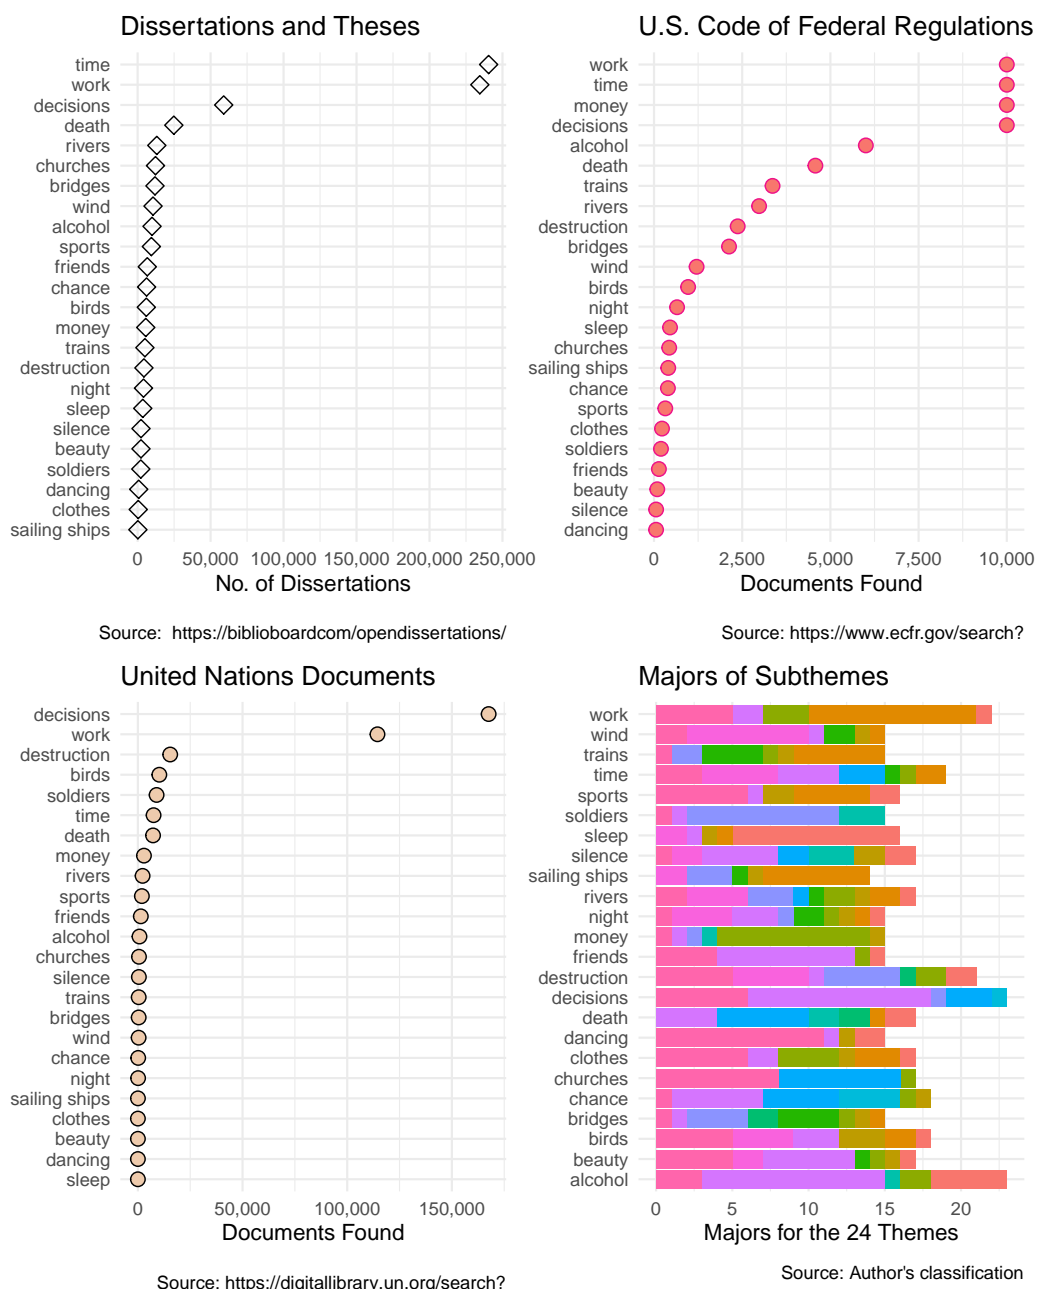 Dissertations and Theses
time
work
decisions
death
rivers
churches
bridges
wind
alcohol
sports
friends
chance
birds
money
trains
destruction
night
sleep
silence
beauty
soldiers
dancing
clothes
sailing ships
0 50,000 100,000 150,000 200,000 250,000
No. of Dissertations
Source:  https://biblioboardcom/opendissertations/
U.S. Code of Federal Regulations
work
time
money
decisions
alcohol
death
trains
rivers
destruction
bridges
wind
birds
night
sleep
churches
sailing ships
chance
sports
clothes
soldiers
friends
beauty
silence
dancing
0 2,500 5,000 7,500 10,000
Documents Found
Source: https://www.ecfr.gov/search?
United Nations Documents
decisions
work
destruction
birds
soldiers
time
death
money
rivers
sports
friends
alcohol
churches
silence
trains
bridges
wind
chance
night
sailing ships
clothes
beauty
dancing
sleep
0 50,000 100,000 150,000
Documents Found
Source: https://digitallibrary.un.org/search?
Majors of Subthemes
work
wind
trains
time
sports
soldiers
sleep
silence
sailing ships
rivers
night
money
friends
destruction
decisions
death
dancing
clothes
churches
chance
bridges
birds
beauty
alcohol
0 5 10 15 20
Majors for the 24 Themes
Source: Author's classification